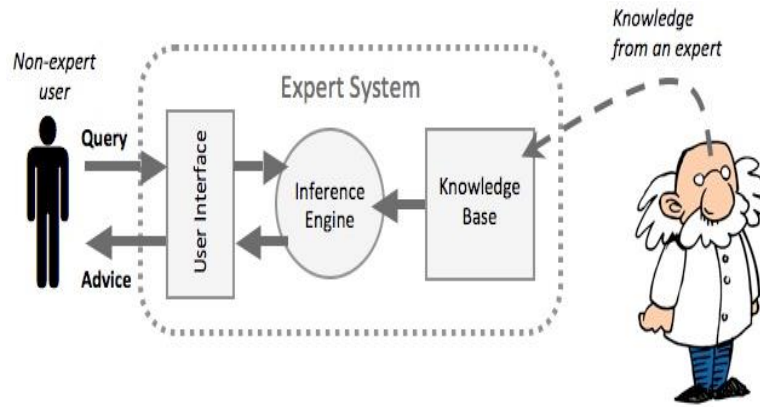 Non-expert
user
Query
Advice
Expert System
User Interface
Inference
Engine
Knowledge
Base
Knowledge
from an expert